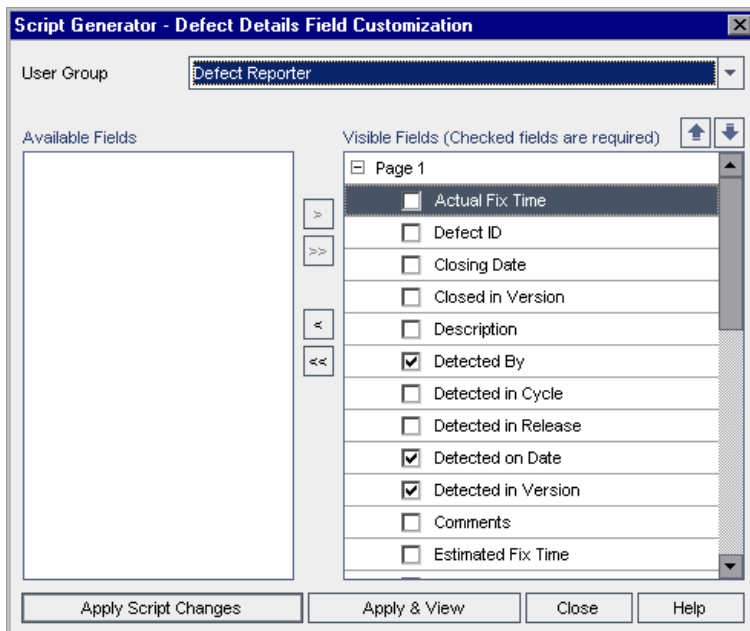 Script Generator - Defect Details Field Customization
User Group
Defect Reporter
Available Fields
Visible Fields (Checked fields are required)
Page 1
Actual Fix Time
>
Defect ID
>>
Closing Date
Closed in Version
<
Description
<<
Detected By
Detected in Cycle
Detected in Release
Detected on Date
Detected in Version
Comments
Estimated Fix Time
Apply Script Changes
Apply & View
Close
Help